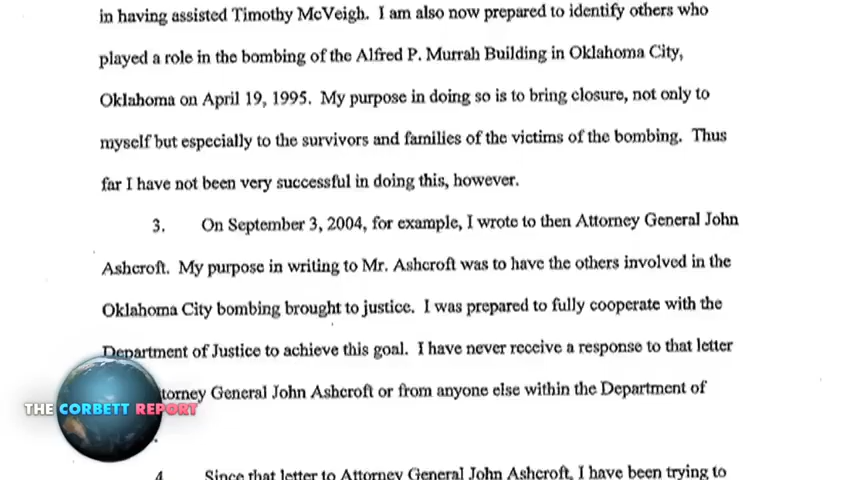 in having assisted Timothy McVeigh. I am also now prepared to identify others who
played a role in the bombing of the Alfred P. Murrah Building in Oklahoma City,
Oklahoma on April 19, 1995. My purpose in doing so is to bring closure, not only to
myself but especially to the survivors and families of the victims of the bombing. Thus
far I have not been very successful in doing this, however.
3. On September 3, 2004, for example, I wrote to then Attorney General John
Ashcroft. My purpose in writing to Mr. Ashcroft was to have the others involved in the
Oklahoma City bombing brought to justice. I was prepared to fully cooperate with the
Department of Justice to achieve this goal. I have never receive a response to that letter
torney General John Ashcroft or from anyone else within the Department of
THE CORBETT REPORT
4. Since that letter to Attorney General John Ashcroft, I have been trying to